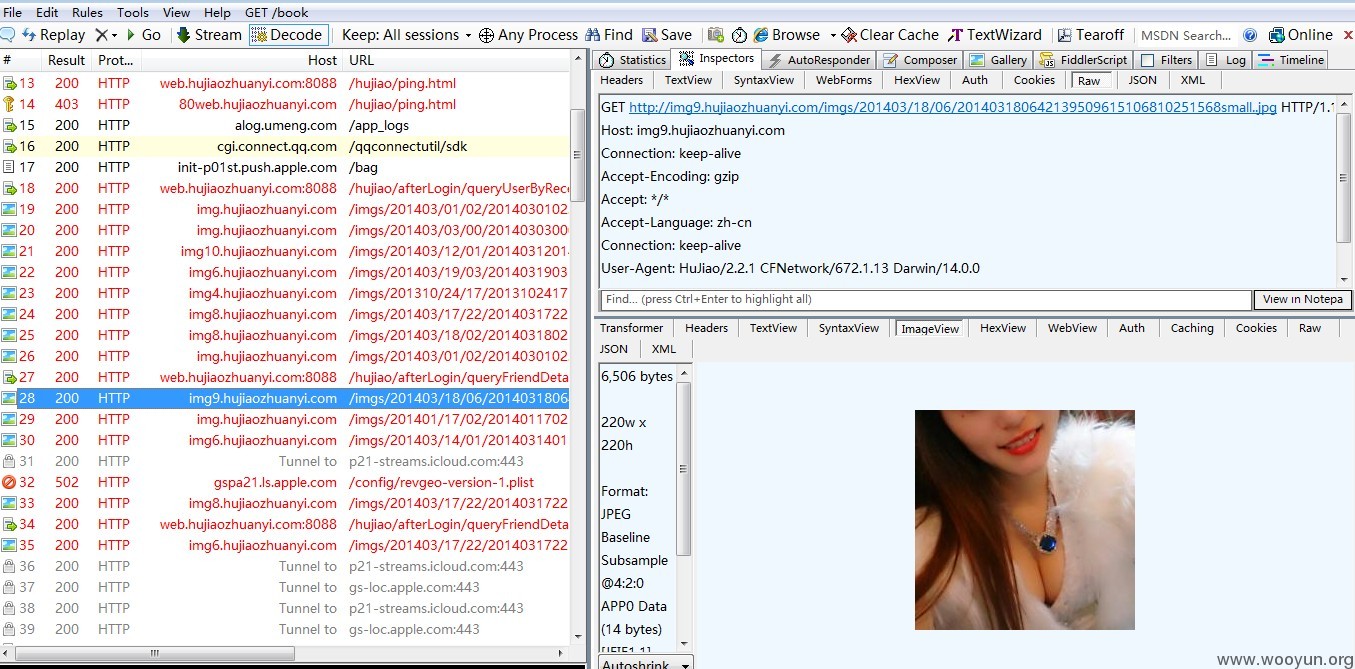 File Edit Rules Tools View Help GET /book
Replay Go Stream Decode Keep: All sessions Any Process Find Save Browse Clear Cache TextWizard Tearoff MSDN Search... Online
# Result Prot... Host URL
13 200 HTTP web.hujiaozhuanyi.com:8088 /hujiao/ping.html
14 403 HTTP 80web.hujiaozhuanyi.com /hujiao/ping.html
15 200 HTTP alog.umeng.com /app_logs
16 200 HTTP cgi.connect.qq.com /qqconnectutil/sdk
17 200 HTTP init-p01st.push.apple.com /bag
18 200 HTTP web.hujiaozhuanyi.com:8088 /hujiao/afterLogin/queryUserByRece
19 200 HTTP img.hujiaozhuanyi.com /imgs/201403/01/02/2014030102
20 200 HTTP img.hujiaozhuanyi.com /imgs/201403/03/00/2014030300
21 200 HTTP img10.hujiaozhuanyi.com /imgs/201403/12/01/2014031201
22 200 HTTP img6.hujiaozhuanyi.com /imgs/201403/19/03/2014031903
23 200 HTTP img4.hujiaozhuanyi.com /imgs/201310/24/17/2013102417
24 200 HTTP img8.hujiaozhuanyi.com /imgs/201403/17/22/2014031722
25 200 HTTP img8.hujiaozhuanyi.com /imgs/201403/18/02/2014031802
26 200 HTTP img.hujiaozhuanyi.com /imgs/201403/01/02/2014030102
27 200 HTTP web.hujiaozhuanyi.com:8088 /hujiao/afterLogin/queryFriendDeta
28 200 HTTP img9.hujiaozhuanyi.com /imgs/201403/18/06/2014031806
29 200 HTTP img.hujiaozhuanyi.com /imgs/201401/17/02/2014011702
30 200 HTTP img6.hujiaozhuanyi.com /imgs/201403/14/01/2014031401
31 200 HTTP Tunnel to p21-streams.icloud.com:443
32 502 HTTP gspa21.ls.apple.com /config/revgeo-version-1.plist
33 200 HTTP img8.hujiaozhuanyi.com /imgs/201403/17/22/2014031722
34 200 HTTP web.hujiaozhuanyi.com:8088 /hujiao/afterLogin/queryFriendDeta
35 200 HTTP img6.hujiaozhuanyi.com /imgs/201403/17/22/2014031722
36 200 HTTP Tunnel to p21-streams.icloud.com:443
37 200 HTTP Tunnel to gs-loc.apple.com:443
38 200 HTTP Tunnel to p21-streams.icloud.com:443
39 200 HTTP Tunnel to gs-loc.apple.com:443
Statistics Inspectors AutoResponder Composer Gallery FiddlerScript Filters Log Timeline
Headers TextView SyntaxView WebForms HexView Auth Cookies Raw JSON XML
GET http://img9.hujiaozhuanyi.com/imgs/201403/18/06/20140318064213950961510681025​1568small..jpg HTTP/1.1
Host: img9.hujiaozhuanyi.com
Connection: keep-alive
Accept-Encoding: gzip
Accept: */*
Accept-Language: zh-cn
Connection: keep-alive
User-Agent: HuJiao/2.2.1 CFNetwork/672.1.13 Darwin/14.0.0
Find... (press Ctrl+Enter to highlight all) View in Notepa
Transformer Headers TextView SyntaxView ImageView HexView WebView Auth Caching Cookies Raw
JSON XML
6,506 bytes
220w x
220h
Format:
JPEG
Baseline
Subsample
@4:2:0
APP0 Data
(14 bytes)
Autoshrink
www.wooyun.org